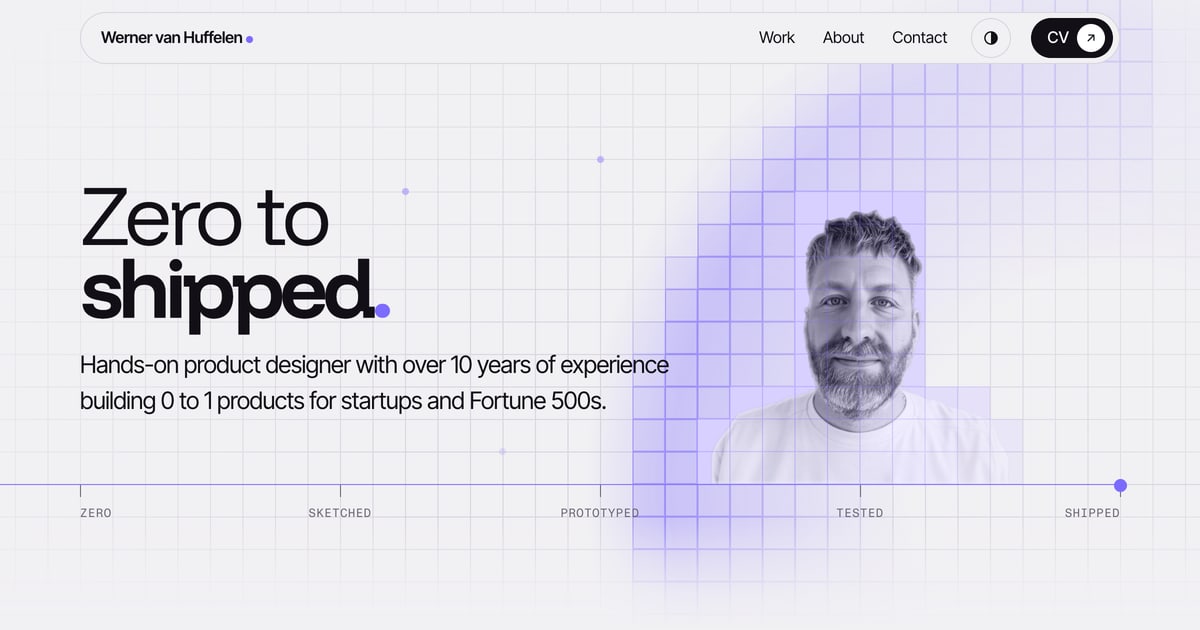 Werner van Huffelen
Work
About
Contact
CV
Zero to
shipped.
Hands-on product designer with over 10 years of experience
building 0 to 1 products for startups and Fortune 500s.
ZERO
SKETCHED
PROTOTYPED
TESTED
SHIPPED